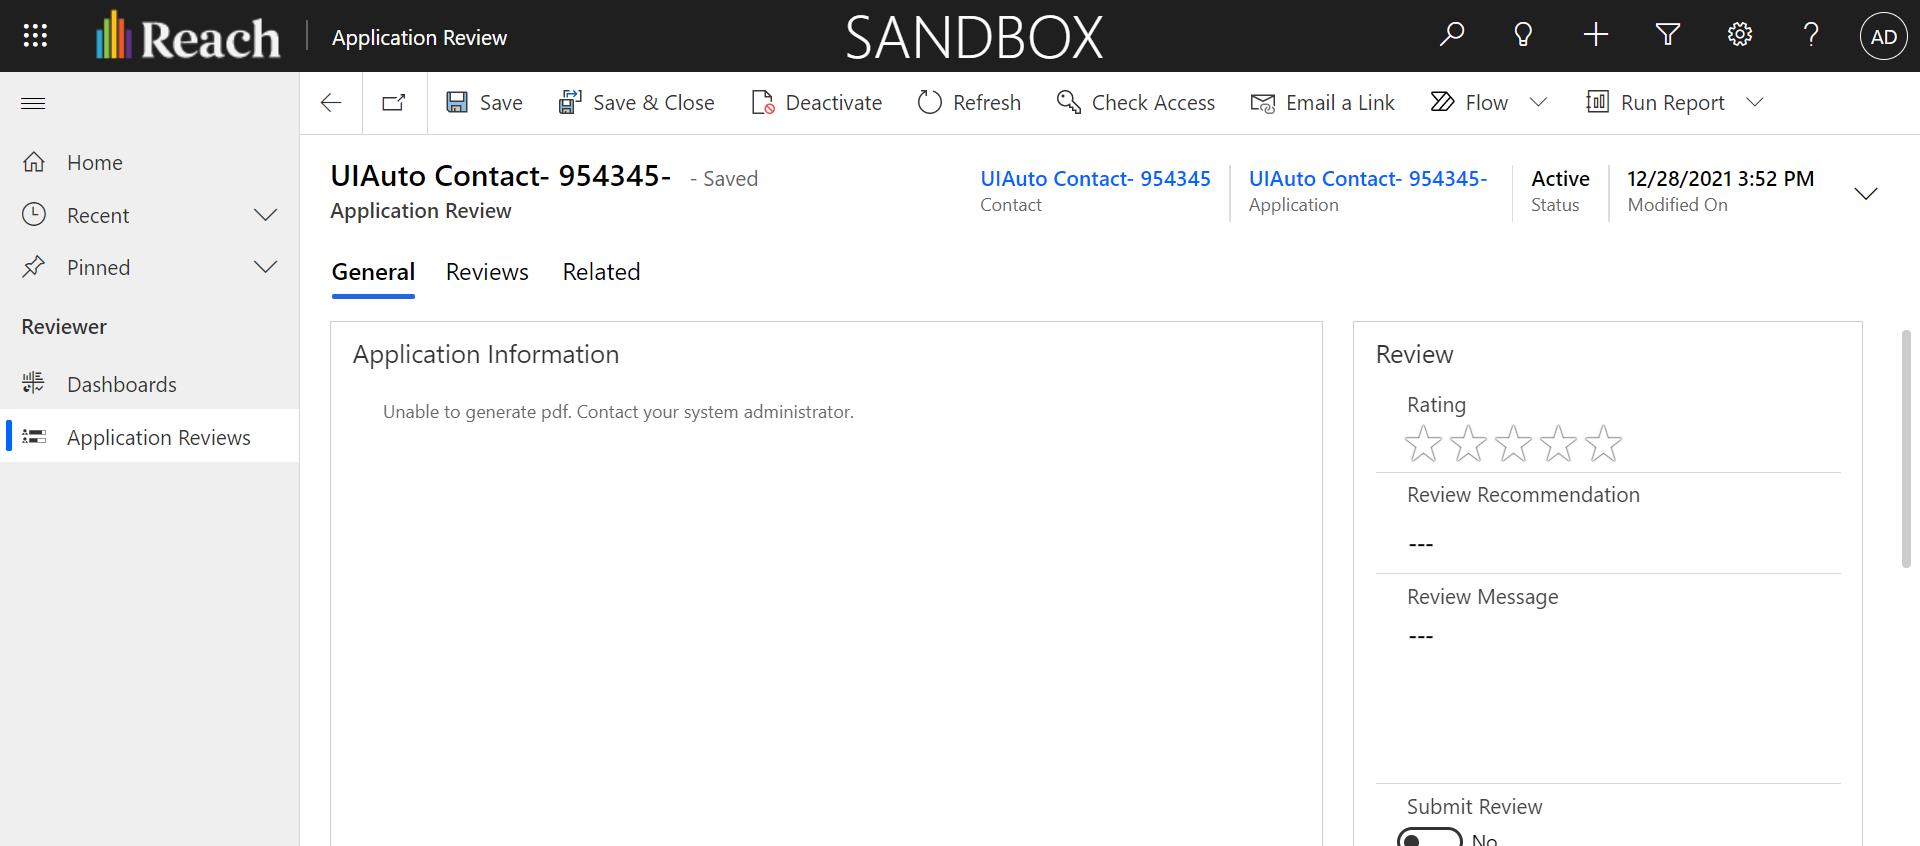 Reach
Application Review
SANDBOX
AD
Save
Save & Close
Deactivate
Refresh
Check Access
Email a Link
Flow
Run Report
Home
Recent
Pinned
Reviewer
Dashboards
Application Reviews
UIAuto Contact- 954345- - Saved
Application Review
UIAuto Contact- 954345
Contact
UIAuto Contact- 954345-
Application
Active
Status
12/28/2021 3:52 PM
Modified On
General
Reviews
Related
Application Information
Unable to generate pdf. Contact your system administrator.
Review
Rating
Review Recommendation
---
Review Message
---
Submit Review
No